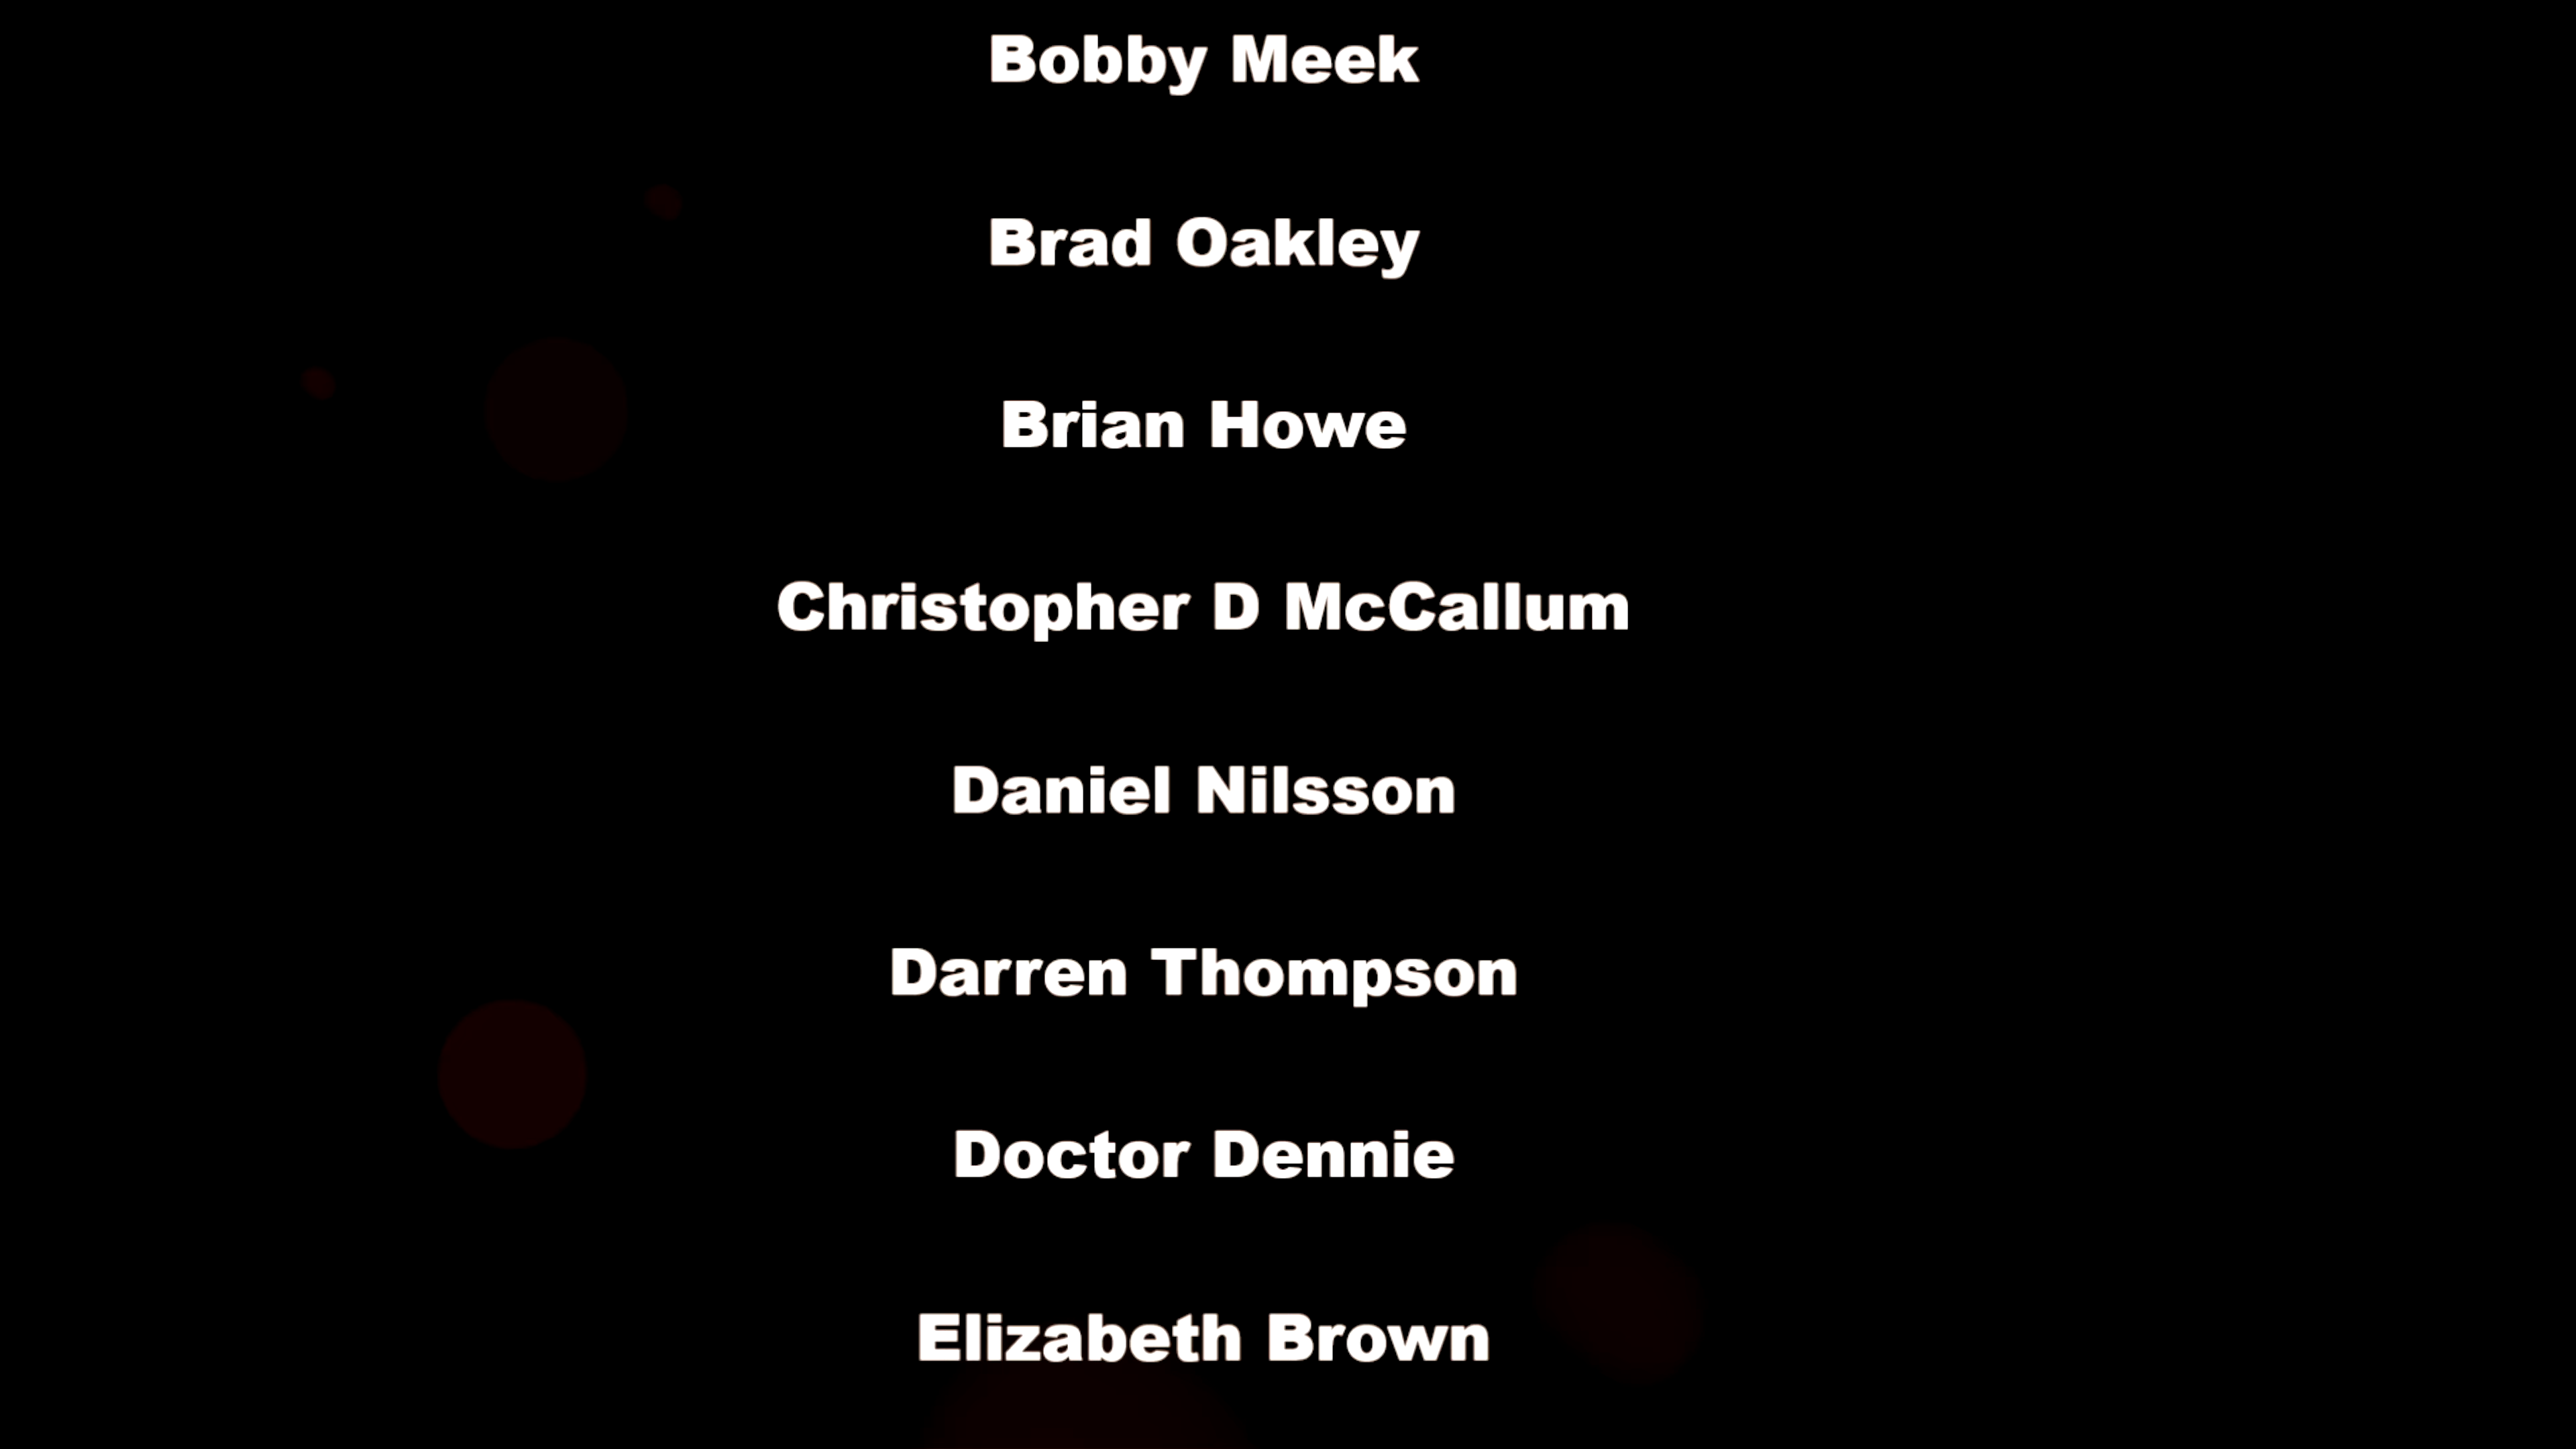 Bobby Meek
Brad Oakley
Brian Howe
Christopher D McCallum
Daniel Nilsson
Darren Thompson
Doctor Dennie
Elizabeth Brown